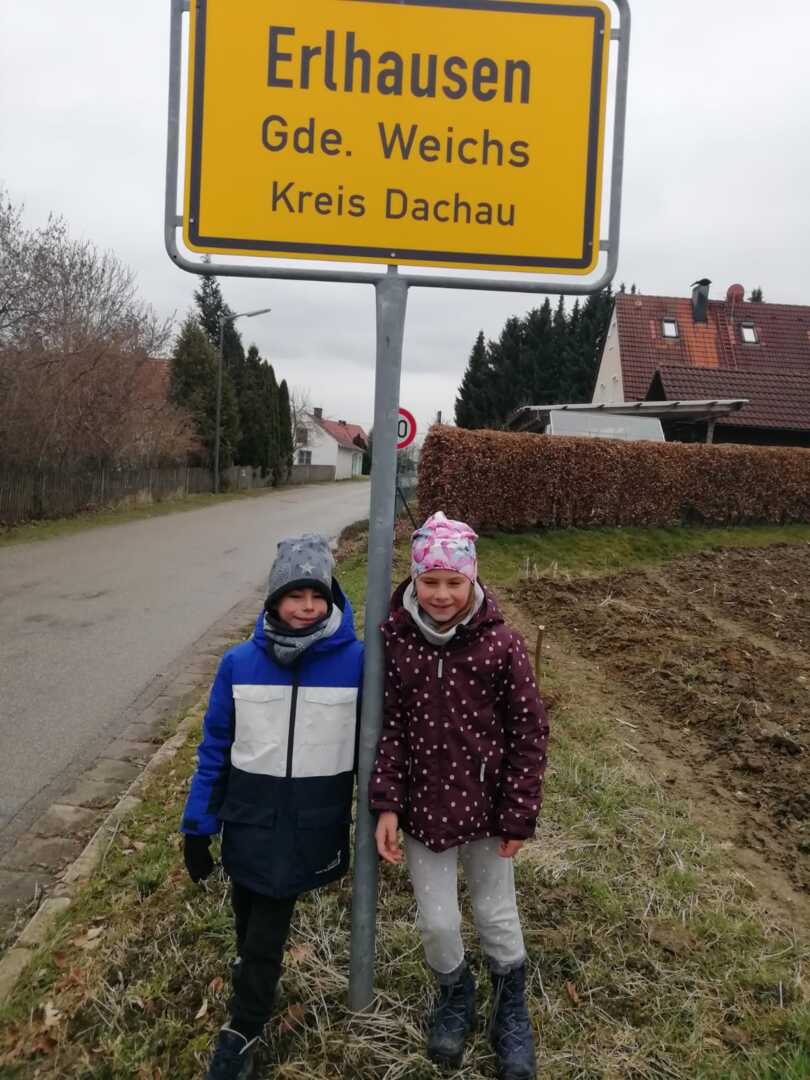 Erlhausen
Gde. Weichs
Kreis Dachau